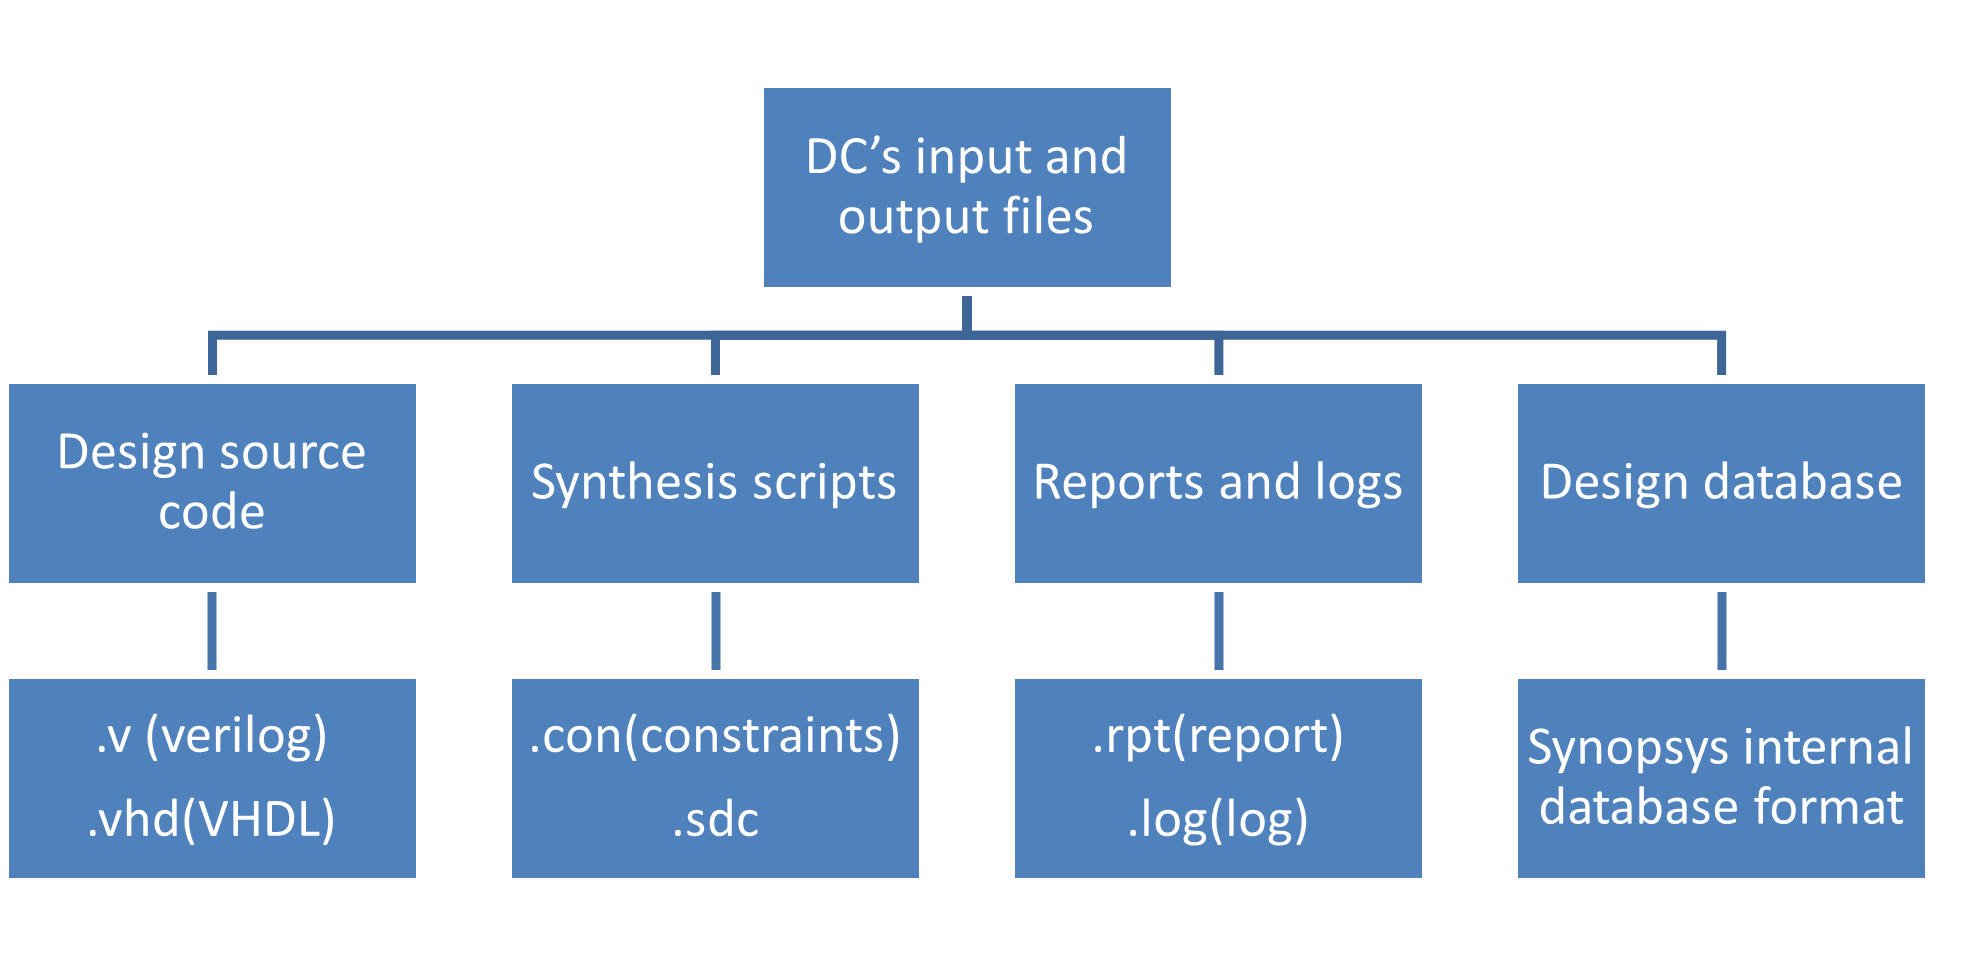 DC’s input and
output files
Design source
code
Synthesis scripts
Reports and logs
Design database
.v (verilog)
.vhd(VHDL)
.con(constraints)
.sdc
.rpt(report)
.log(log)
Synopsys internal
database format